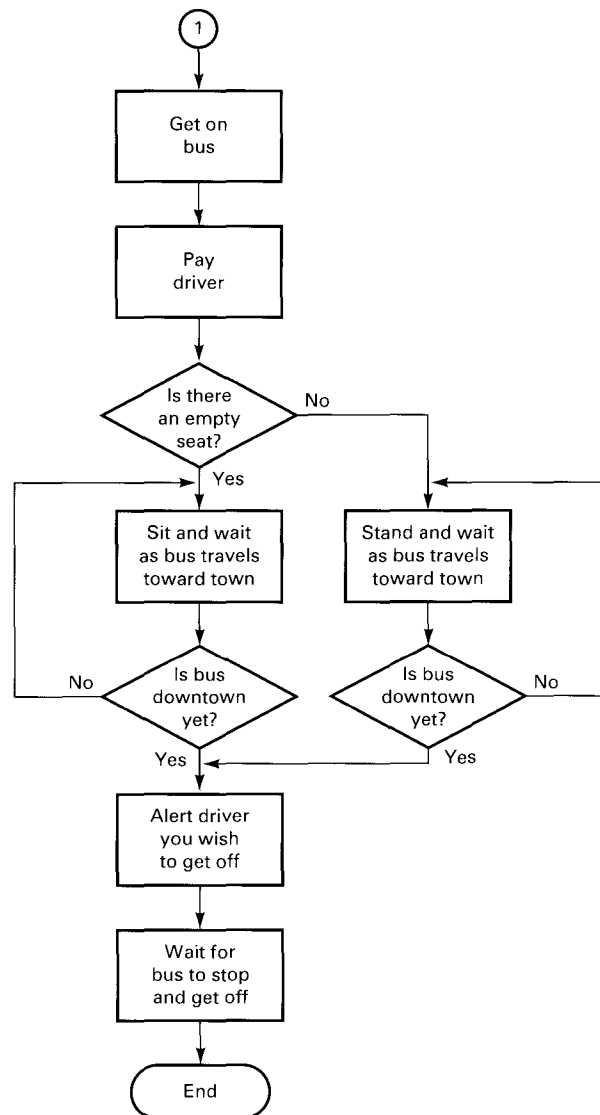 1
Get on
bus
Pay
driver
Is there
an empty
seat?
No
Yes
Sit and wait
as bus travels
toward town
Stand and wait
as bus travels
toward town
No
Is bus
downtown
yet?
Is bus
downtown
yet?
No
Yes
Yes
Alert driver
you wish
to get off
Wait for
bus to stop
and get off
End